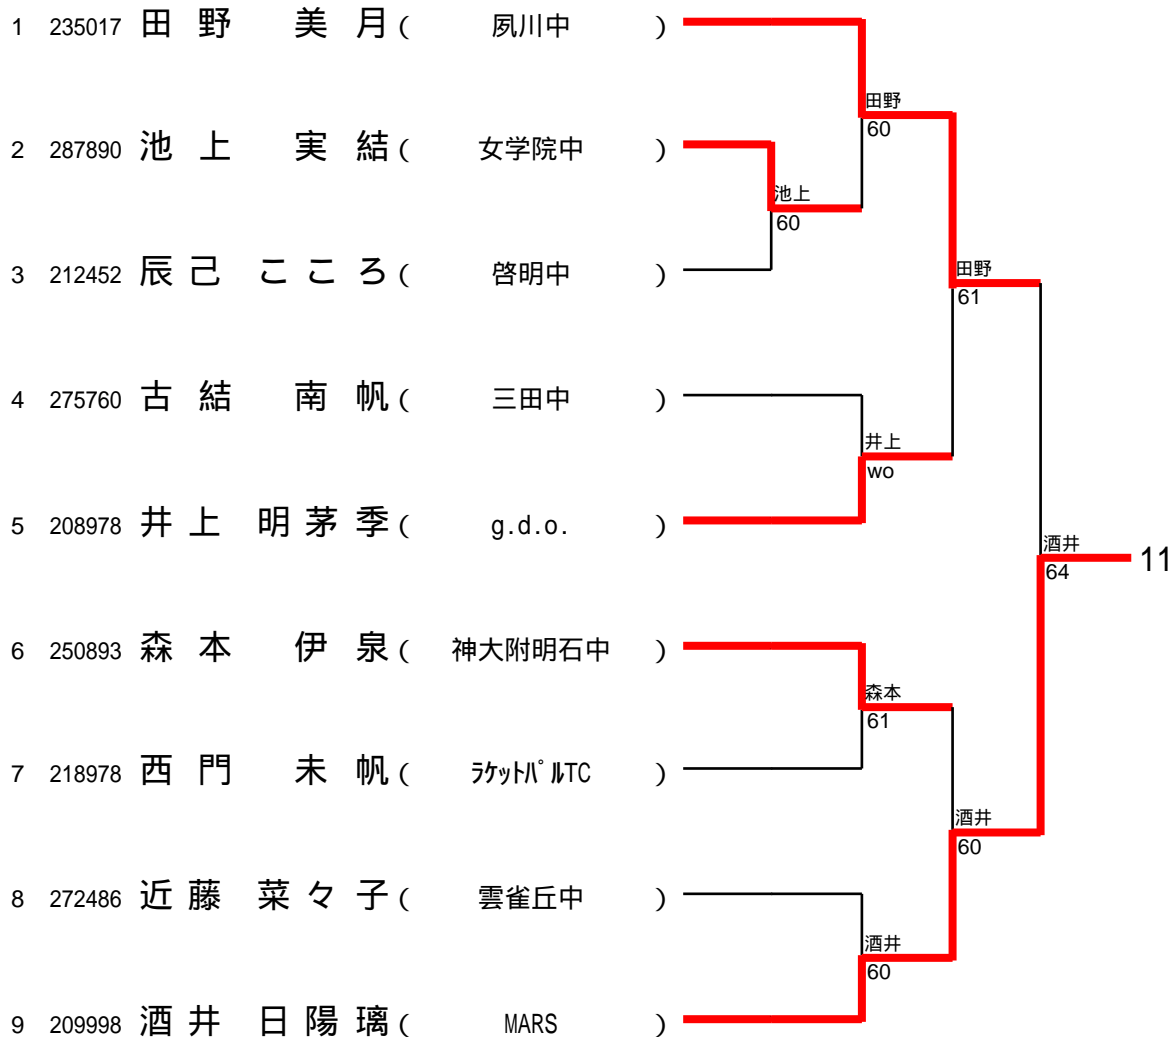 1 235017 田野 美月( 夙川中 )
田野
60
2 287890 池上 実結( 女学院中 )
池上
60
3 212452 辰己 こころ( 啓明中 )
田野
61
4 275760 古結 南帆( 三田中 )
井上
wo
5 208978 井上 明茅季( g.d.o. )
酒井
64
11
6 250893 森本 伊泉( 神大附明石中 )
森本
61
7 218978 西門 未帆( ﾗｹｯﾄﾊﾟﾙTC )
酒井
60
8 272486 近藤 菜々子( 雲雀丘中 )
酒井
60
9 209998 酒井 日陽璃( MARS )